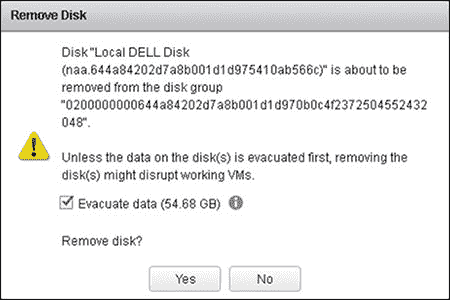 Remove Disk
Disk "Local DELL Disk
(naa.644a84202d7a8b001d1d975410ab566c)" is about to be
removed from the disk group
"0200000000644a84202d7a8b001d1d970b0c4f2372504552432
048".
Unless the data on the disk(s) is evacuated first, removing the
disk(s) might disrupt working VMs.
Evacuate data (54.68 GB)
Remove disk?
Yes
No